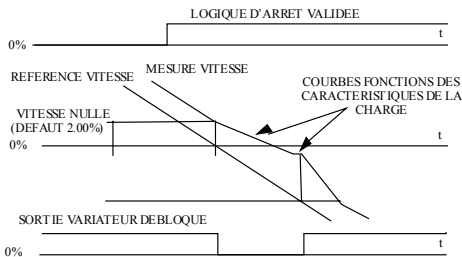 LOGIQUE D'ARRET VALIDEE
t
0%
REFERENCE VITESSE
MESURE VITESSE
COURBES FONCTIONS DES
CARACTERISTIQUES DE LA
CHARGE
VITESSE NULLE
(DEFAUT 2.00%)
t
0%
SORTIE VARIATEUR DEBLOQUE
t
0%